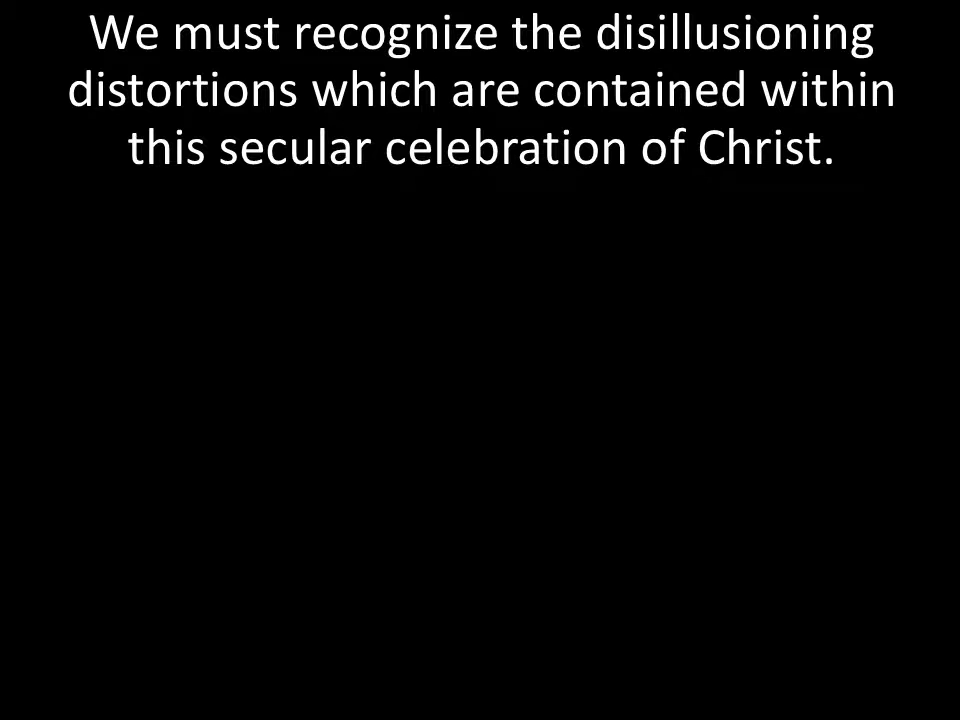 We must recognize the disillusioning
distortions which are contained within
this secular celebration of Christ.